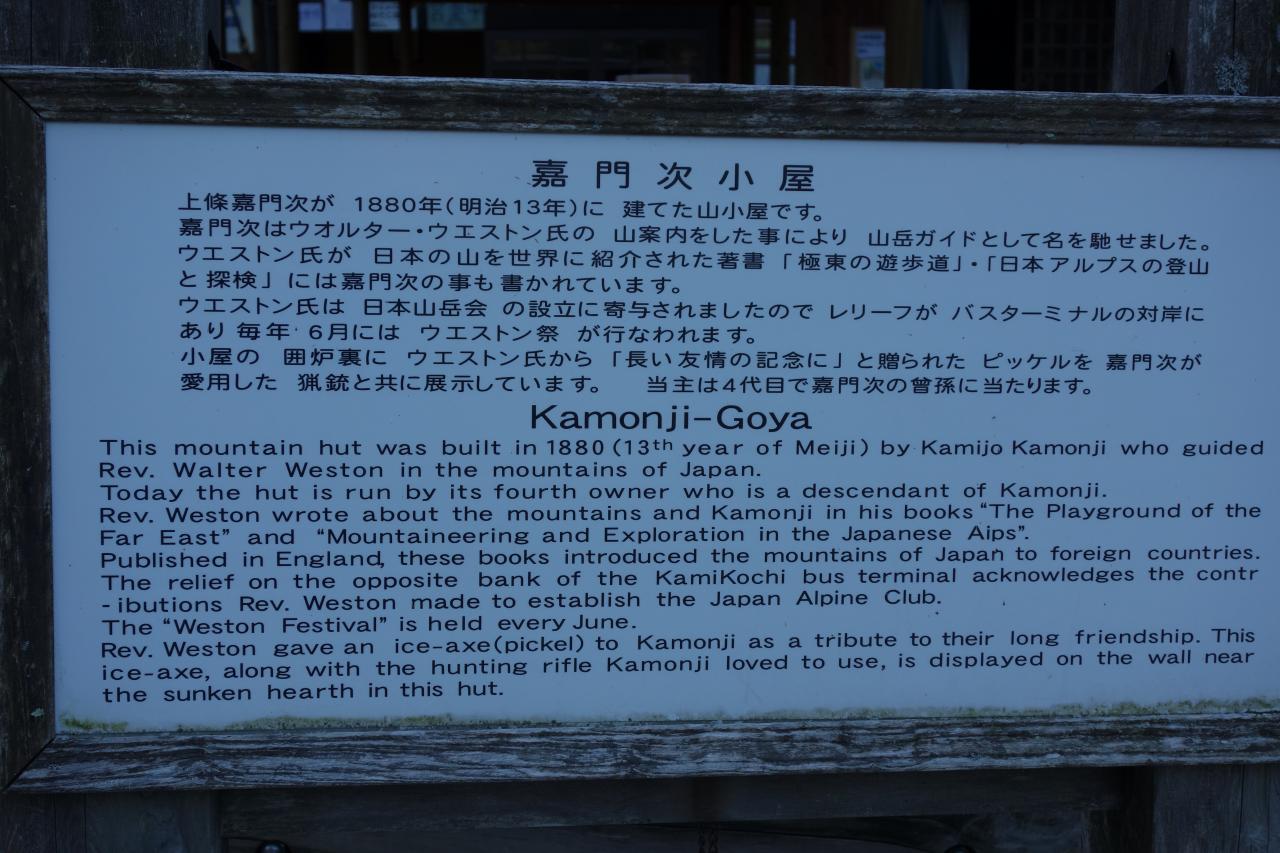 嘉門次小屋
上條嘉門次が 1880年(明治13年)に 建てた山小屋です。
嘉門次はウオルター・ウエストン氏の 山案内をした事により 山岳ガイドとして名を馳せました。
ウエストン氏が 日本の山を世界に紹介された著書 「極東の遊歩道」・「日本アルプスの登山
と探検」には嘉門次の事も書かれています。
ウエストン氏は 日本山岳会 の設立に寄与されましたので レリーフが バスターミナルの対岸に
あり 毎年 6月には ウエストン祭 が行なわれます。
小屋の 囲炉裏に ウエストン氏から 「長い友情の記念に」と贈られた ピッケルを 嘉門次が
愛用した 猟銃と共に展示しています。 当主は4代目で嘉門次の曾孫に当たります。
Kamonji-Goya
This mountain hut was built in 1880 (13th year of Meiji) by Kamijo Kamonji who guided
Rev. Walter Weston in the mountains of Japan.
Today the hut is run by its fourth owner who is a descendant of Kamonji.
Rev. Weston wrote about the mountains and Kamonji in his books “The Playground of the
Far East” and “Mountaineering and Exploration in the Japanese Aips”.
Published in England, these books introduced the mountains of Japan to foreign countries.
The relief on the opposite bank of the KamiKochi bus terminal acknowledges the contr
-ibutions Rev. Weston made to establish the Japan Alpine Club.
The “Weston Festival” is held every June.
Rev. Weston gave an ice-axe(pickel) to Kamonji as a tribute to their long friendship. This
ice-axe, along with the hunting rifle Kamonji loved to use, is displayed on the wall near
the sunken hearth in this hut.